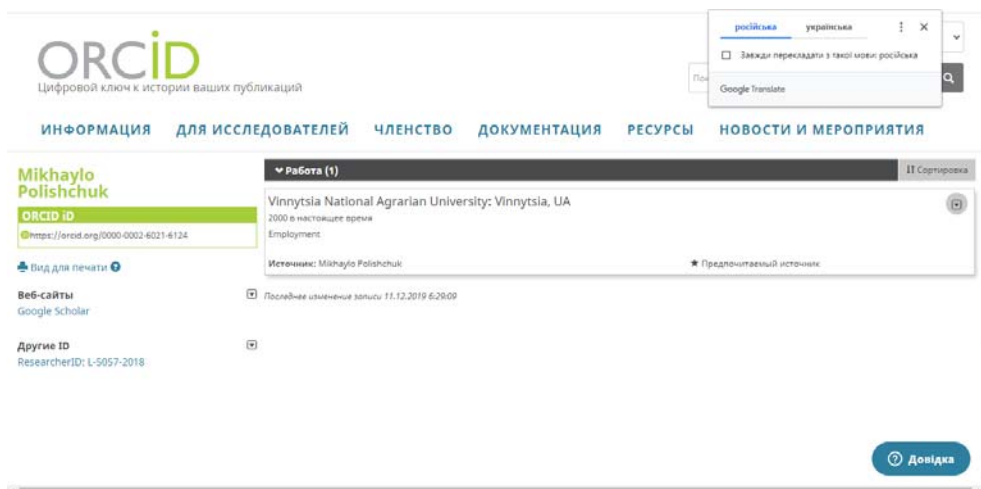 російська українська
Завжди перекладати з такої мови: російська
Google Translate
ORCID
Цифровой ключ к истории ваших публикаций
ИНФОРМАЦИЯ ДЛЯ ИССЛЕДОВАТЕЛЕЙ ЧЛЕНСТВО ДОКУМЕНТАЦИЯ РЕСУРСЫ НОВОСТИ И МЕРОПРИЯТИЯ
Mikhaylo
Polishchuk
ORCID iD
https://orcid.org/0000-0002-6021-6124
Вид для печати
Веб-сайты
Google Scholar
Другие ID
ResearcherID: L-5057-2018
Работа (1)
Сортировка
Vinnytsia National Agrarian University: Vinnytsia, UA
2000 в настоящее время
Employment
Источник: Mikhaylo Polishchuk
Предпочитаемый источник
Последнее изменение записи 11.12.2019 6:29:09
Довідка